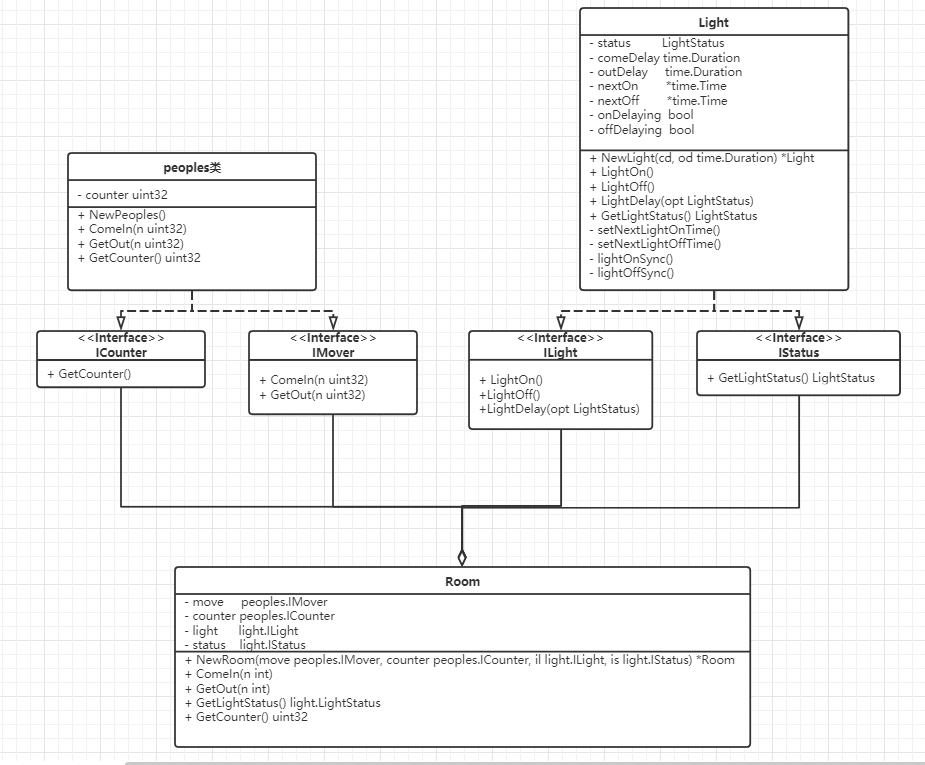 Light
- status LightStatus
- comeDelay time.Duration
- outDelay time.Duration
- nextOn *time.Time
- nextOff *time.Time
- onDelaying bool
- offDelaying bool
+ NewLight(cd, od time.Duration) *Light
+ LightOn()
+ LightOff()
+ LightDelay(opt LightStatus)
+ GetLightStatus() LightStatus
- setNextLightOnTime()
- setNextLightOffTime()
- lightOnSync()
- lightOffSync()
peoples类
- counter uint32
+ NewPeoples()
+ ComeIn(n uint32)
+ GetOut(n uint32)
+ GetCounter() uint32
<<Interface>>
ICounter
+ GetCounter()
<<Interface>>
IMover
+ ComeIn(n uint32)
+ GetOut(n uint32)
<<Interface>>
ILight
+ LightOn()
+LightOff()
+LightDelay(opt LightStatus)
<<Interface>>
IStatus
+ GetLightStatus() LightStatus
Room
- move peoples.IMover
- counter peoples.ICounter
- light light.ILight
- status light.IStatus
+ NewRoom(move peoples.IMover, counter peoples.ICounter, il light.ILight, is light.IStatus) *Room
+ ComeIn(n int)
+ GetOut(n int)
+ GetLightStatus() light.LightStatus
+ GetCounter() uint32